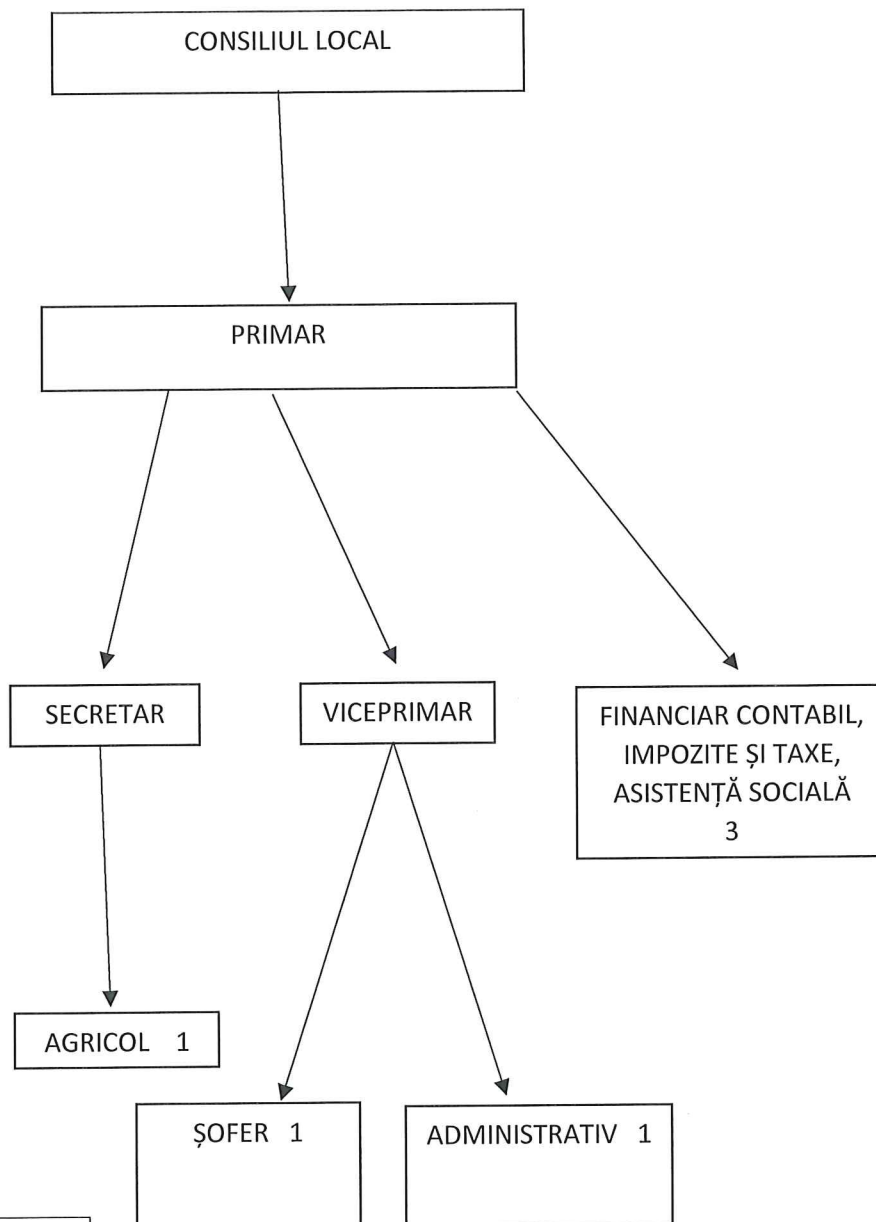 CONSILIUL LOCAL
PRIMAR
SECRETAR
VICEPRIMAR
FINANCIAR CONTABIL,
IMPOZITE ȘI TAXE,
ASISTENȚĂ SOCIALĂ
3
AGRICOL 1
ȘOFER 1
ADMINISTRATIV 1